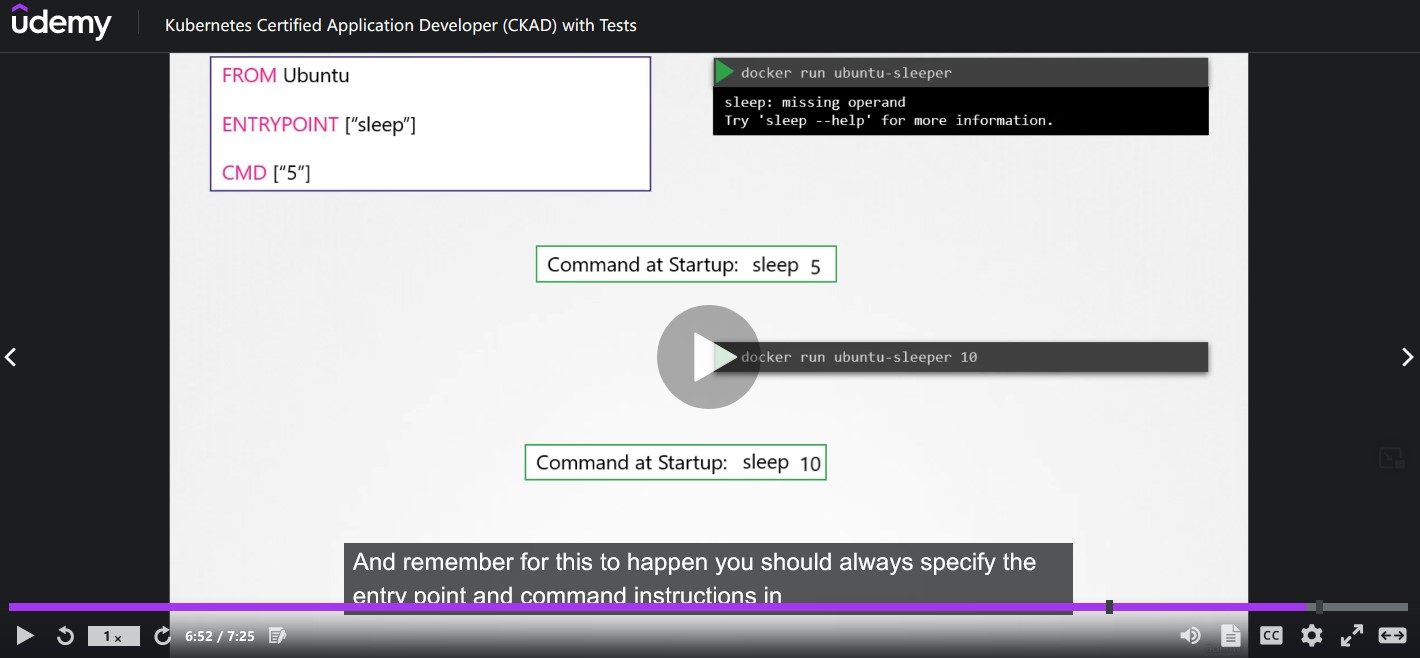 ûdemy
Kubernetes Certified Application Developer (CKAD) with Tests
FROM Ubuntu
ENTRYPOINT [“sleep”]
CMD [“5”]
docker run ubuntu-sleeper
sleep: missing operand
Try 'sleep --help' for more information.
Command at Startup: sleep 5
docker run ubuntu-sleeper 10
Command at Startup: sleep 10
And remember for this to happen you should always specify the
entry point and command instructions in
1x
6:52 / 7:25
CC